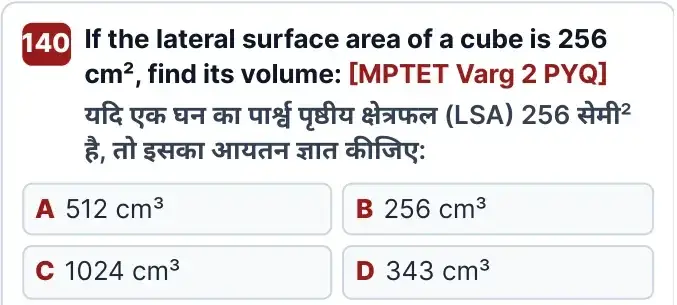 140 If the lateral surface area of a cube is 256
cm², find its volume: [MPTET Varg 2 PYQ]
यदि एक घन का पार्श्व पृष्ठीय क्षेत्रफल (LSA) 256 सेमी²
है, तो इसका आयतन ज्ञात कीजिए:
A 512 cm³ B 256 cm³
C 1024 cm³ D 343 cm³